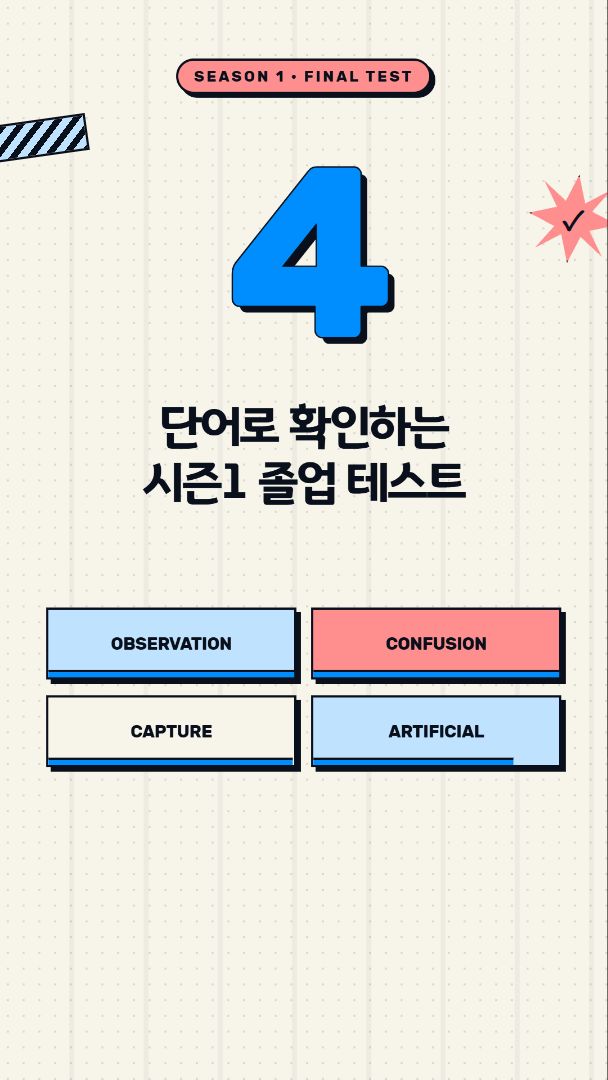 SEASON 1 • FINAL TEST
4
✓
단어로 확인하는
시즌1 졸업 테스트
OBSERVATION
CONFUSION
CAPTURE
ARTIFICIAL